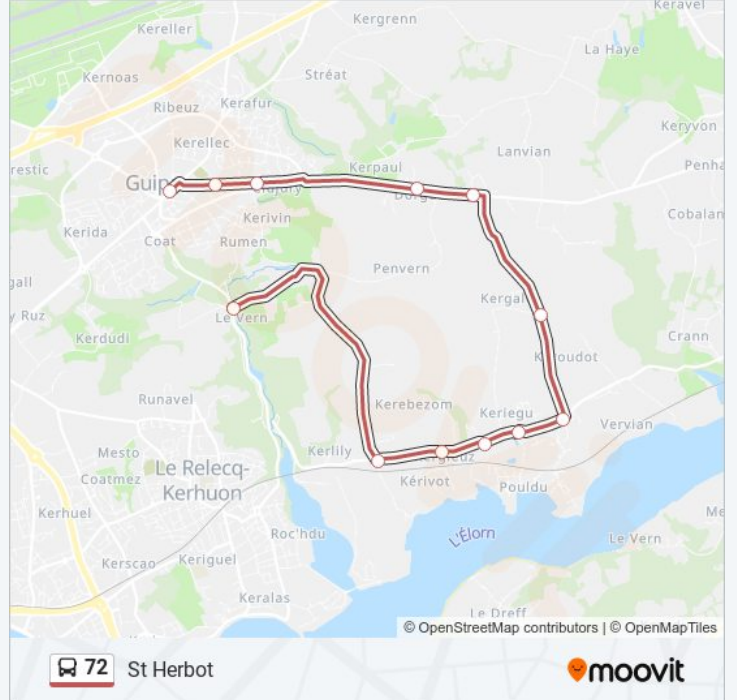 Keravel
Kergrenn
Kereller
La Haye
Stréat
Kernoas
Ribeuz
Kerafur
Keryvon
Kerellec
Lanvian
restic
Kerpaul
Penha
Guip
Kerivin
Cobalan
Kerida
Coat
Rumen
Penvern
gall
Kergal
y Ruz
Le Vern
Kerdudi
Crann
Runavel
Kerebezom
Keriegu
Vervian
Mesto
Kerlily
Le Relecq-
Kerhuon
Coatmez
Kérivot
Pouldu
Kerhuel
Me
Roc'hdu
L'Élorn
Le Vern
Kerscao
Keriguel
Keralas
Le Dreff
© OpenStreetMap contributors | © OpenMapTiles
72 St Herbot
moovit